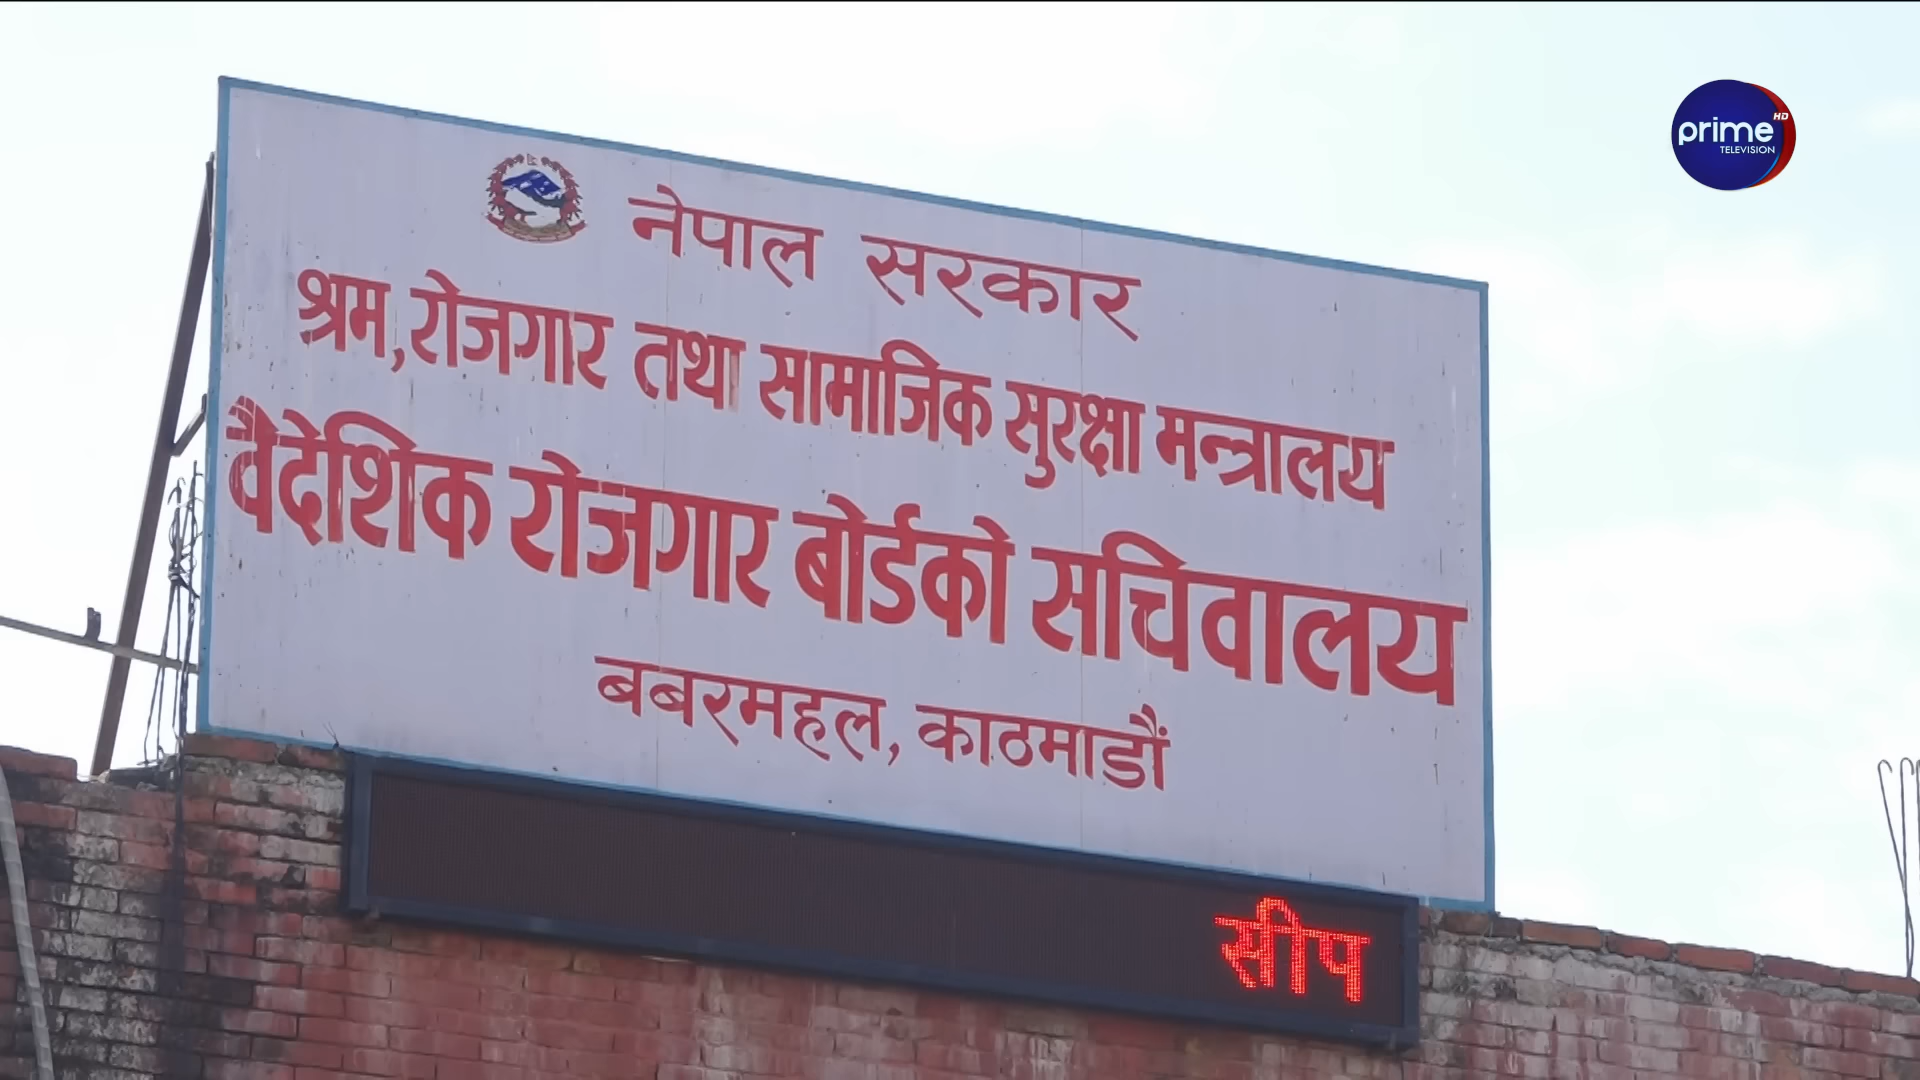 prime HD
TELEVISION
नेपाल सरकार
श्रम, रोजगार तथा सामाजिक सुरक्षा मन्त्रालय
वैदेशिक रोजगार बोर्डको सचिवालय
बबरमहल, काठमाडौं
सीप